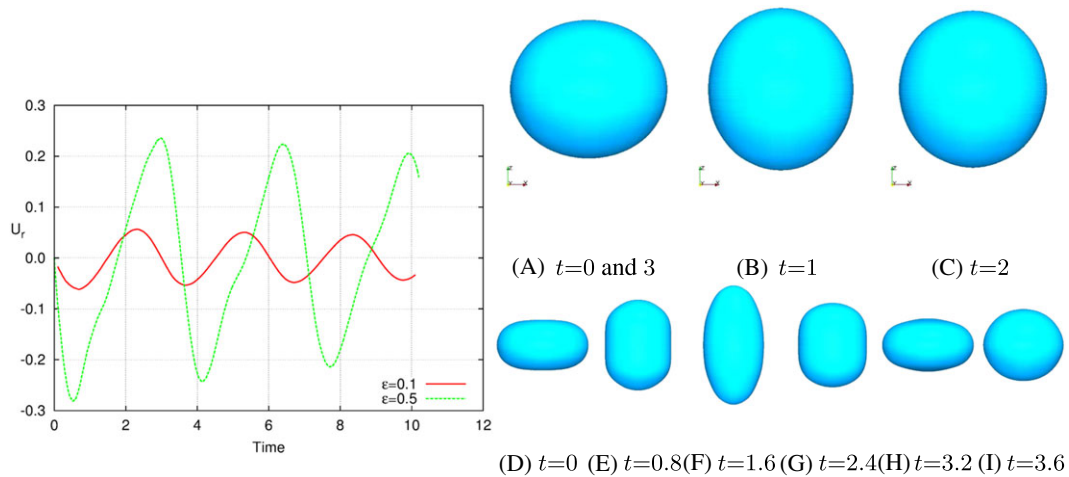 0.3
0.2
0.1
0.0
-0.1
-0.2
-0.3
Ur
0 2 4 6 8 10 12
Time
ε=0.1
ε=0.5
(A) t=0 and 3 (B) t=1 (C) t=2
(D) t=0 (E) t=0.8(F) t=1.6 (G) t=2.4(H) t=3.2 (I) t=3.6